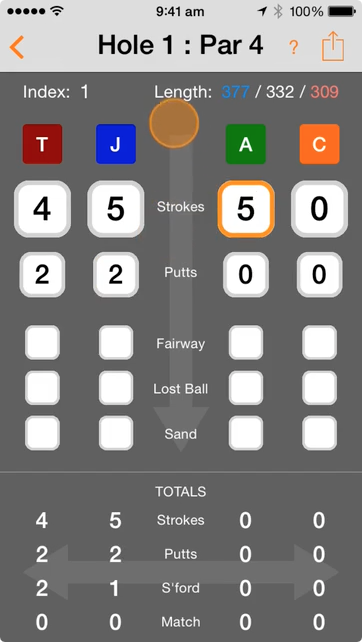 9:41 am 100%
Hole 1 : Par 4 ?
Index: 1 Length: 377 / 332 / 309
T J A C
4 5 Strokes 5 0
2 2 Putts 0 0
Fairway
Lost Ball
Sand
TOTALS
4 5 Strokes 0 0
2 2 Putts 0 0
2 1 S'ford 0 0
0 0 Match 0 0